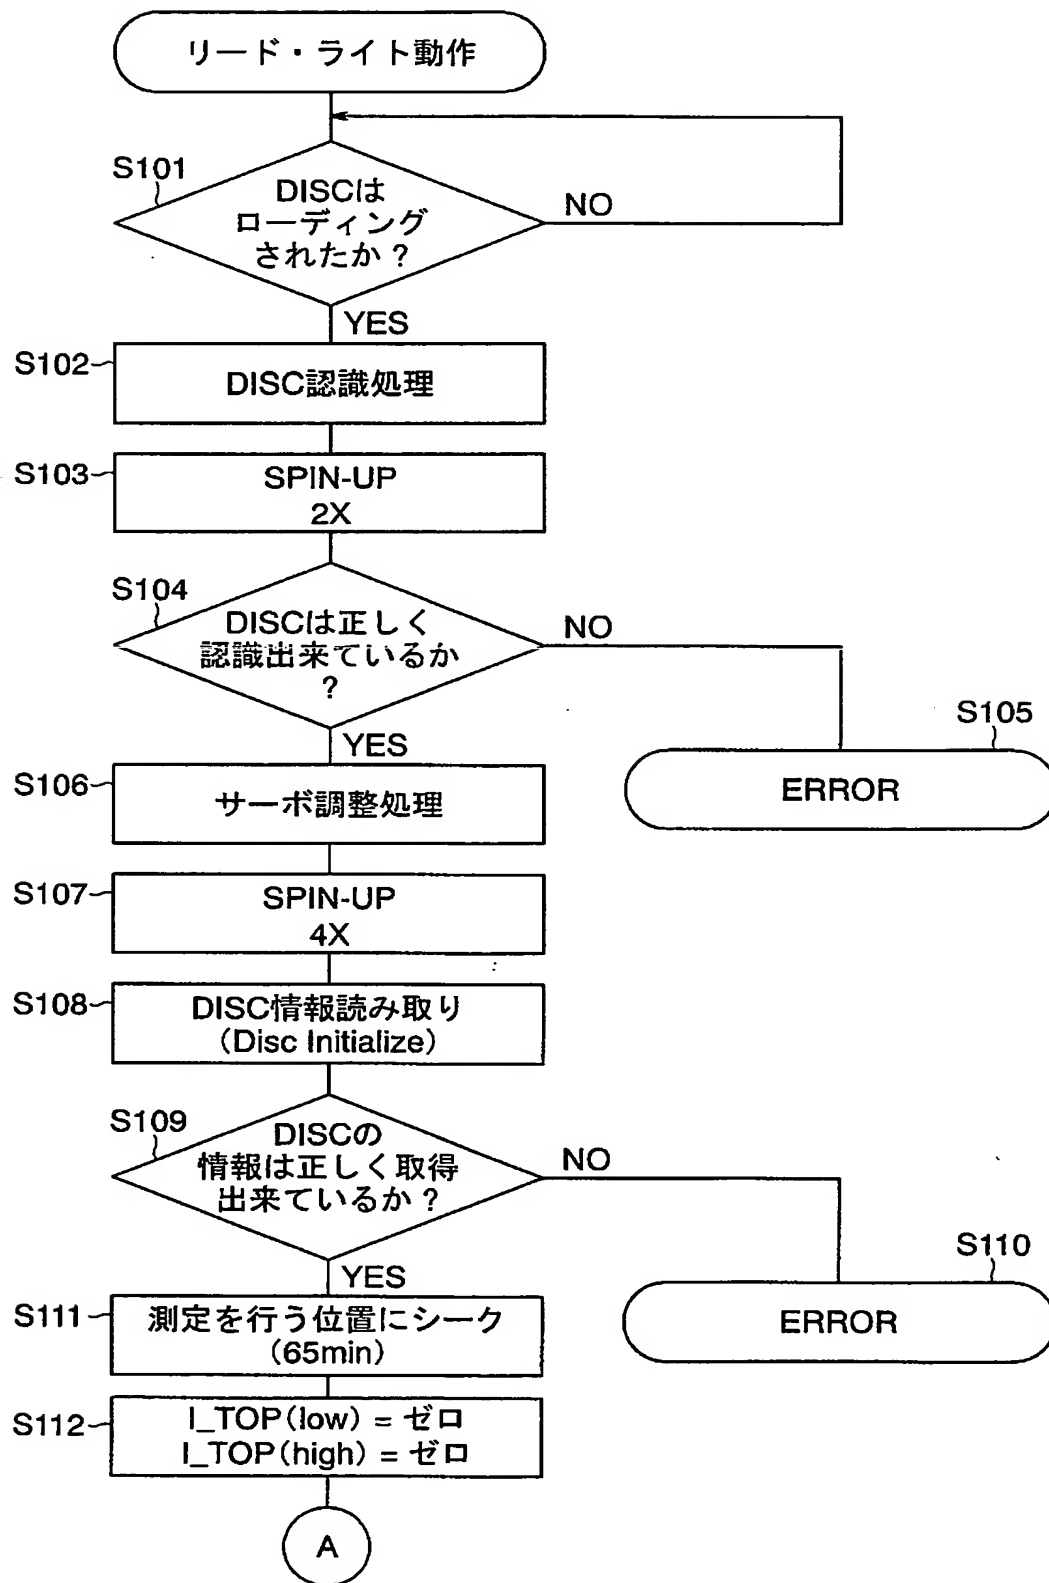 リード・ライト動作
S101
DISCは
ローディング
されたか？
NO
YES
S102
DISC認識処理
S103
SPIN-UP
2X
S104
DISCは正しく
認識出来ているか
？
NO
YES
S105
ERROR
S106
サーボ調整処理
S107
SPIN-UP
4X
S108
DISC情報読み取り
(Disc Initialize)
S109
DISCの
情報は正しく取得
出来ているか？
NO
YES
S110
ERROR
S111
測定を行う位置にシーク
(65min)
S112
I_TOP(low) = ゼロ
I_TOP(high) = ゼロ
A